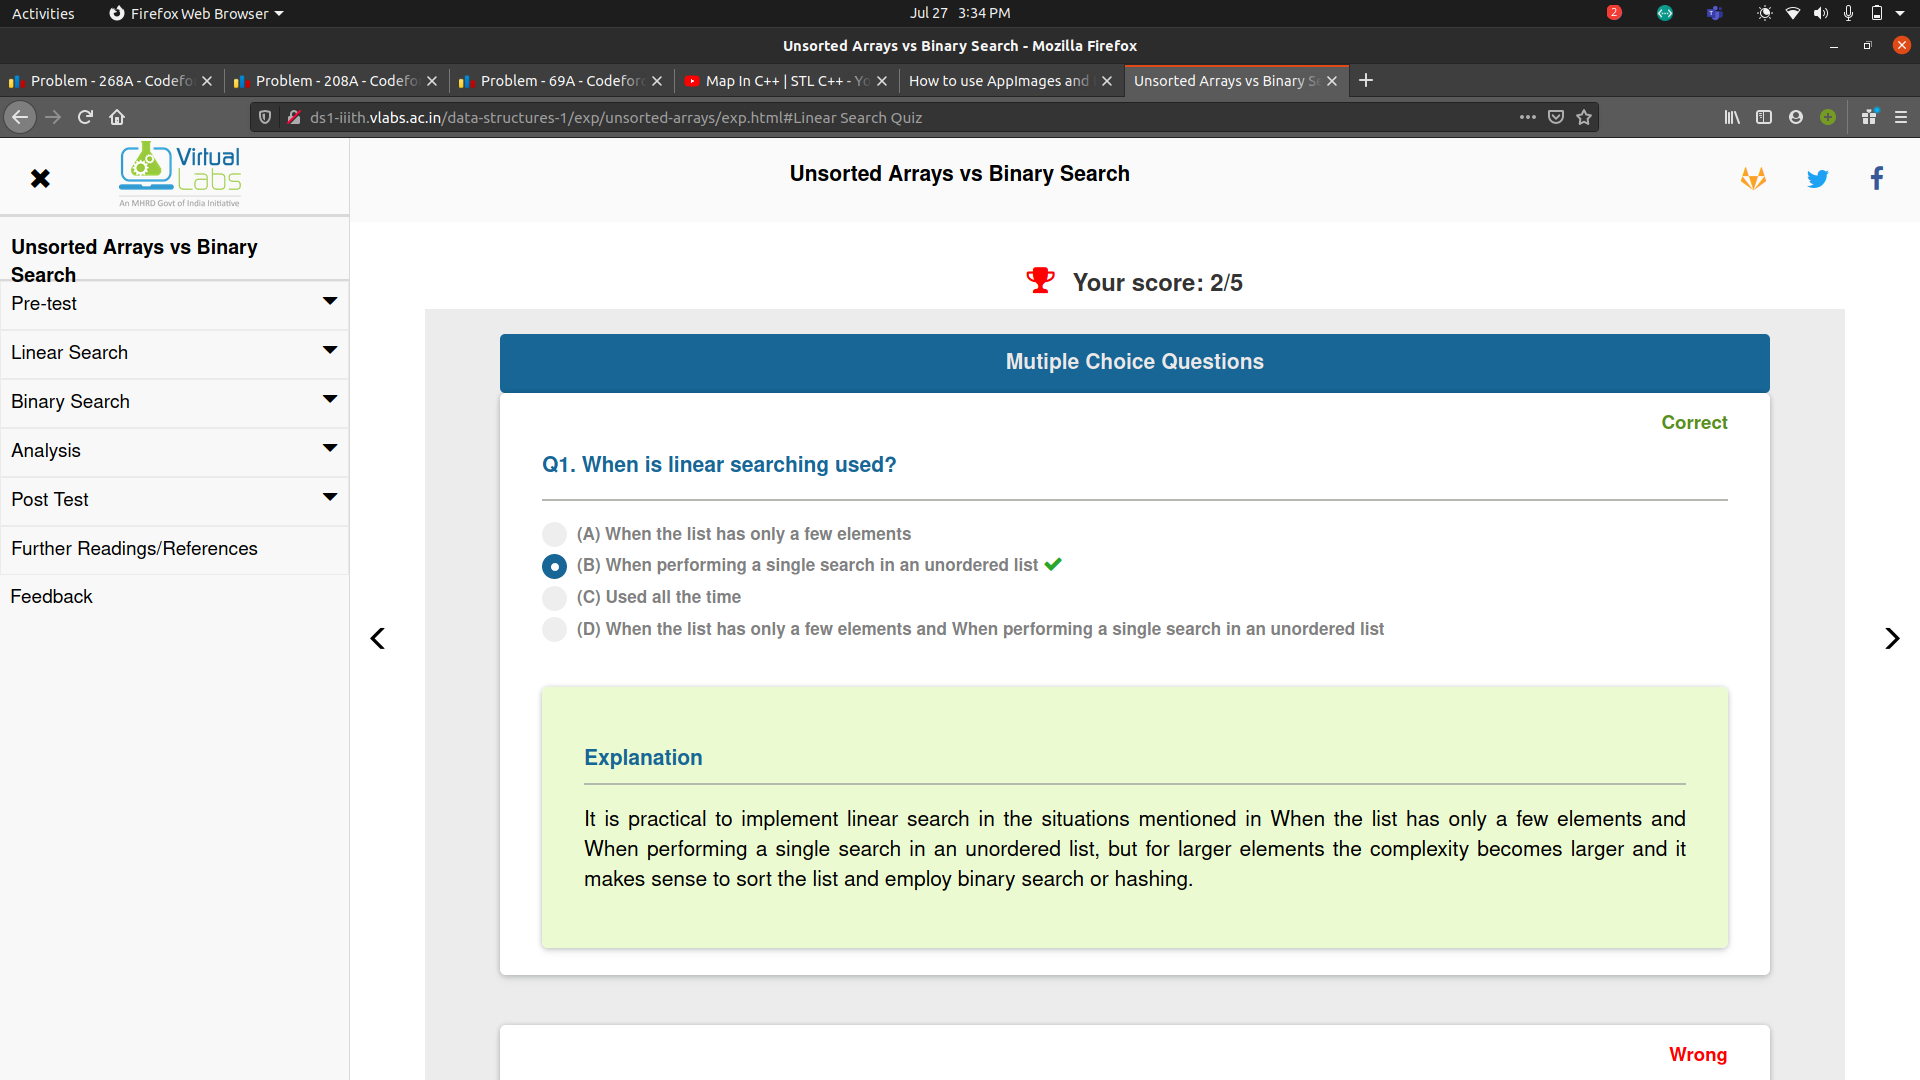 Activities
Firefox Web Browser
Jul 27 3:34 PM
2
Unsorted Arrays vs Binary Search - Mozilla Firefox
Problem - 268A - Codefo
Problem - 208A - Codefo
Problem - 69A - Codefor
Map In C++ | STL C++ - Yo
How to use AppImages and
Unsorted Arrays vs Binary Se
ds1-iiith.vlabs.ac.in/data-structures-1/exp/unsorted-arrays/exp.html#Linear Search Quiz
Virtual
Labs
An MHRD Govt of India Initiative
Unsorted Arrays vs Binary Search
Unsorted Arrays vs Binary
Search
Pre-test
Linear Search
Binary Search
Analysis
Post Test
Further Readings/References
Feedback
Your score: 2/5
Mutiple Choice Questions
Correct
Q1. When is linear searching used?
(A) When the list has only a few elements
(B) When performing a single search in an unordered list
(C) Used all the time
(D) When the list has only a few elements and When performing a single search in an unordered list
Explanation
It is practical to implement linear search in the situations mentioned in When the list has only a few elements and
When performing a single search in an unordered list, but for larger elements the complexity becomes larger and it
makes sense to sort the list and employ binary search or hashing.
Wrong